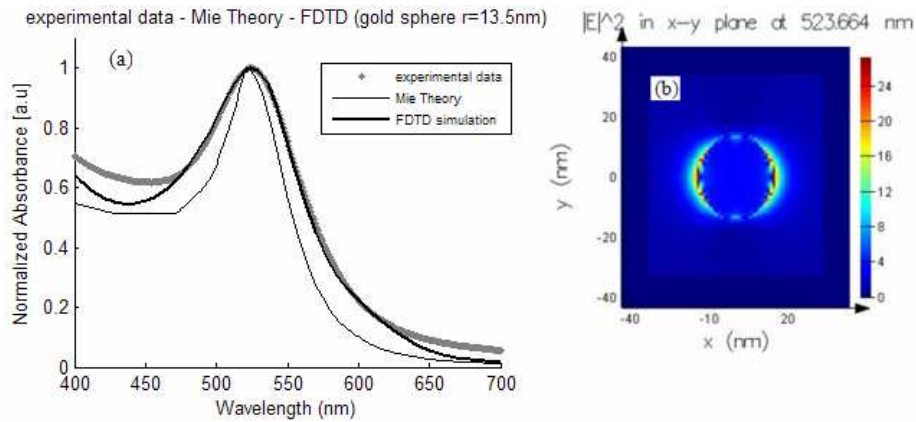 experimental data - Mie Theory - FDTD (gold sphere r=13.5nm)
(a)
experimental data
Mie Theory
FDTD simulation
Normalized Absorbance [a.u]
1
0.8
0.6
0.4
0.2
0
400
450
500
550
600
650
700
Wavelength (nm)
|E|^2 in x-y plane at 523.664 nm
(b)
40
20
0
-20
-40
y (nm)
-40
-10
20
x (nm)
24
20
16
12
8
4
0